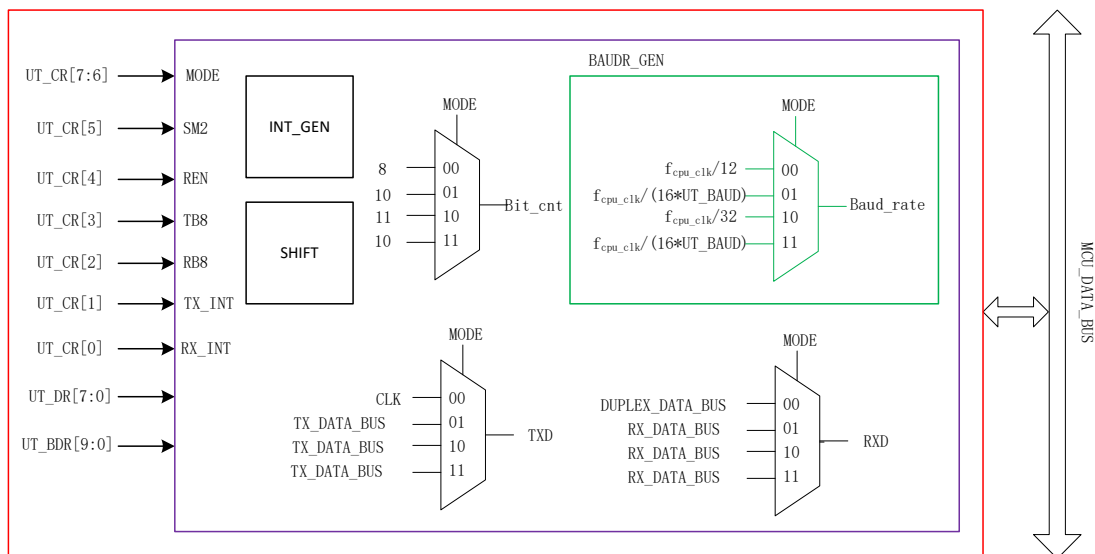 UT_CR[7:6]
MODE
UT_CR[5]
SM2
UT_CR[4]
REN
UT_CR[3]
TB8
UT_CR[2]
RB8
UT_CR[1]
TX_INT
UT_CR[0]
RX_INT
UT_DR[7:0]
UT_BDR[9:0]
INT_GEN
SHIFT
MODE
8
00
10
01
11
10
10
11
Bit_cnt
BAUDR_GEN
MODE
fcpu_clk/12
00
fcpu_clk/(16*UT_BAUD)
01
fcpu_clk/32
10
fcpu_clk/(16*UT_BAUD)
11
Baud_rate
MODE
CLK
00
TX_DATA_BUS
01
TX_DATA_BUS
10
TX_DATA_BUS
11
TXD
MODE
DUPLEX_DATA_BUS
00
RX_DATA_BUS
01
RX_DATA_BUS
10
RX_DATA_BUS
11
RXD
MCU_DATA_BUS